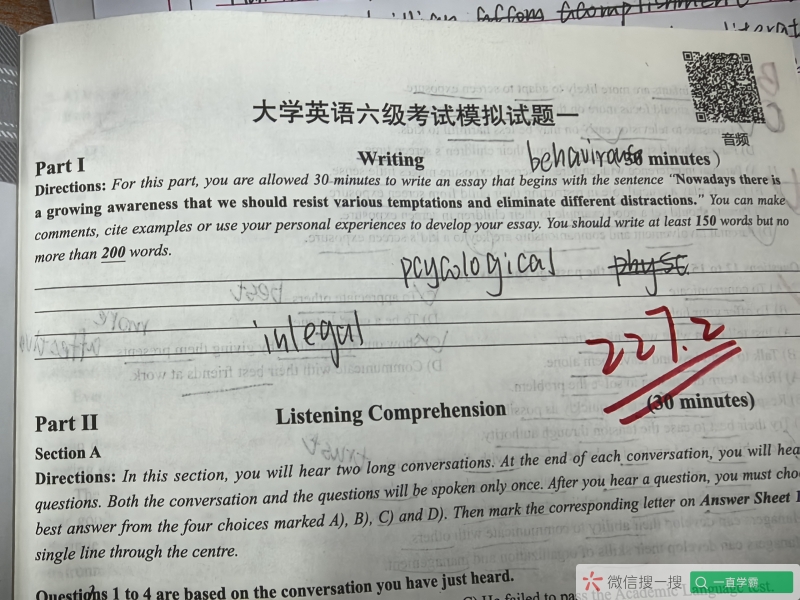 大学英语六级考试模拟试题一
音频
Part I Writing behavirous minutes)
Directions: For this part, you are allowed 30 minutes to write an essay that begins with the sentence "Nowadays there is
a growing awareness that we should resist various temptations and eliminate different distractions." You can make
comments, cite examples or use your personal experiences to develop your essay. You should write at least 150 words but no
more than 200 words.
pcycological physc
inlegal
227.2
Part II Listening Comprehension (30 minutes)
Section A
Directions: In this section, you will hear two long conversations. At the end of each conversation, you will hea
questions. Both the conversation and the questions will be spoken only once. After you hear a question, you must choo
best answer from the four choices marked A), B), C) and D). Then mark the corresponding letter on Answer Sheet 1
single line through the centre.
Questions 1 to 4 are based on the conversation you have just heard.
微信搜一搜 一直学霸